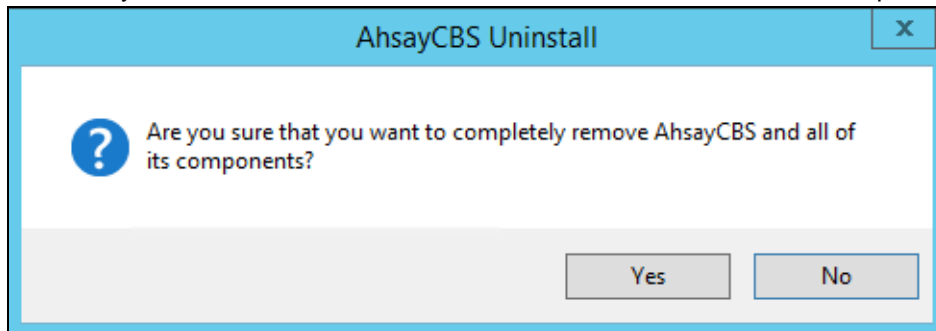 AhsayCBS Uninstall
x
Are you sure that you want to completely remove AhsayCBS and all of
its components?
Yes No